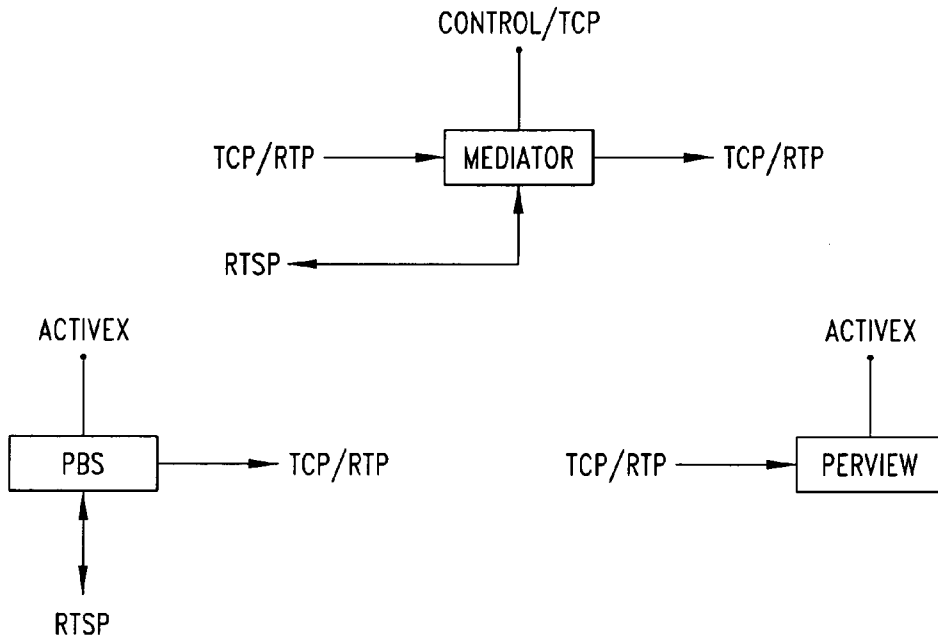 CONTROL/TCP
TCP/RTP
MEDIATOR
TCP/RTP
RTSP
ACTIVEX
PBS
TCP/RTP
RTSP
ACTIVEX
TCP/RTP
PERVIEW